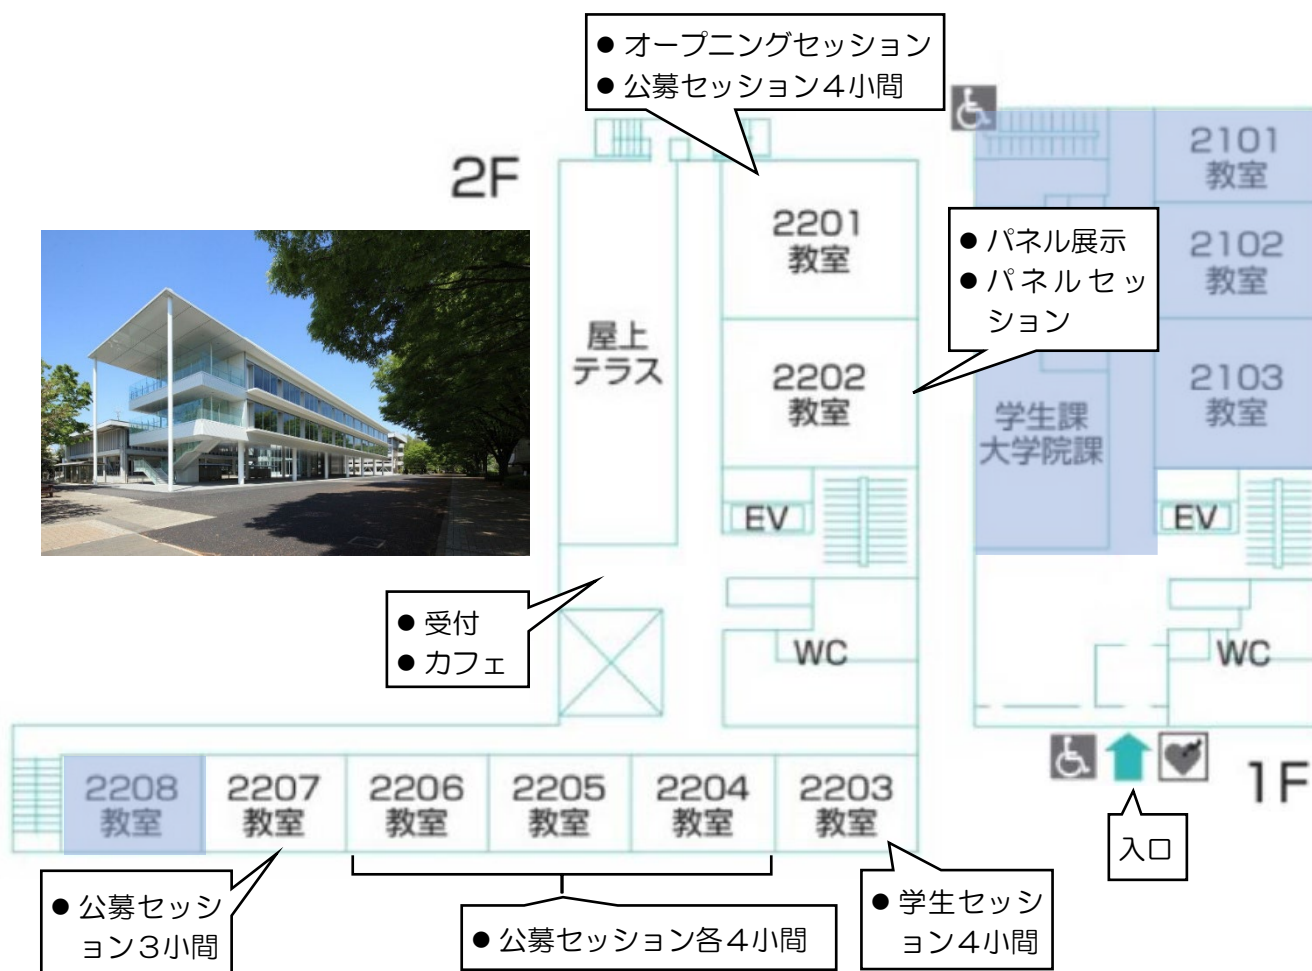 ● オープニングセッション
● 公募セッション４小間
2F
2201
教室
● パネル展示
● パネルセッ
ション
2202
教室
屋上
テラス
EV
● 受付
● カフェ
WC
2208
教室
2207
教室
2206
教室
2205
教室
2204
教室
2203
教室
● 公募セッシ
ョン３小間
● 公募セッション各４小間
● 学生セッシ
ョン４小間
2101
教室
2102
教室
2103
教室
学生課
大学院課
EV
WC
1F
入口